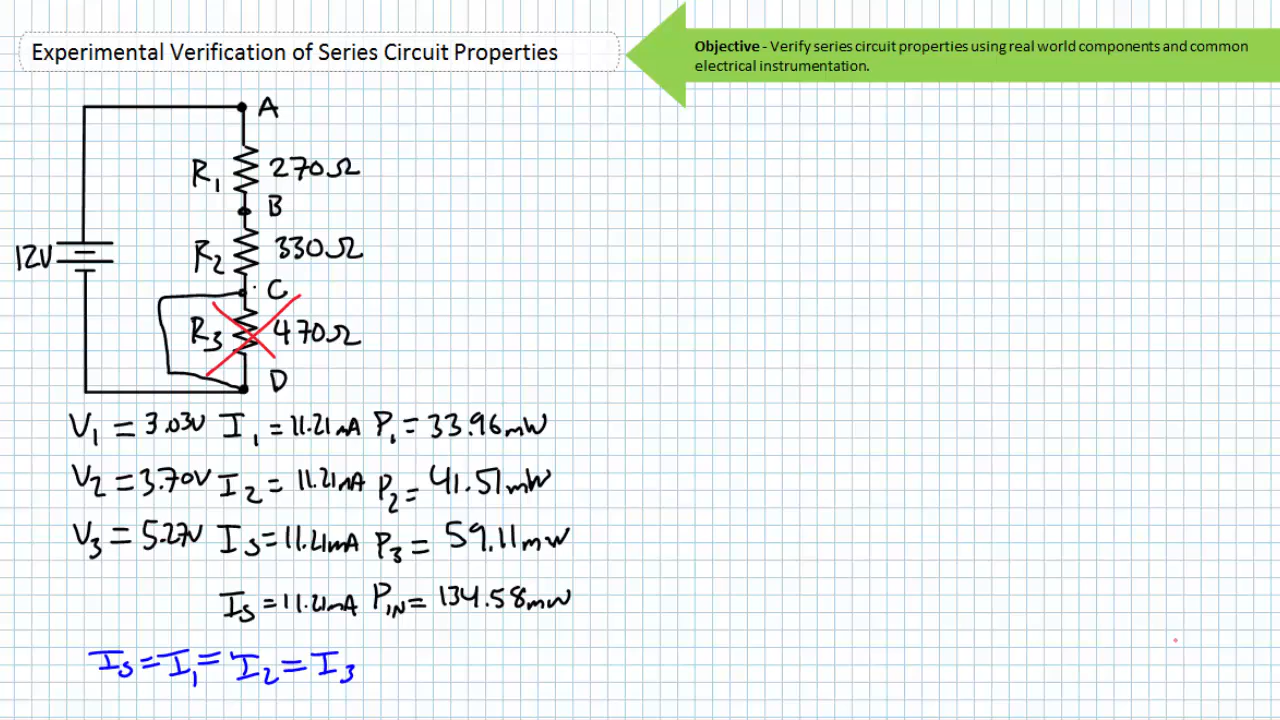 Experimental Verification of Series Circuit Properties
Objective - Verify series circuit properties using real world components and common
electrical instrumentation.
A
R1 270Ω
B
12V
R2 330Ω
C
R3 470Ω
D
V1 = 3.03V I1 = 11.21mA P1 = 33.96mW
V2 = 3.70V I2 = 11.21mA P2 = 41.51mW
V3 = 5.27V I3 = 11.21mA P3 = 59.11mW
IS = 11.21mA PIN = 134.58mW
IS = I1 = I2 = I3